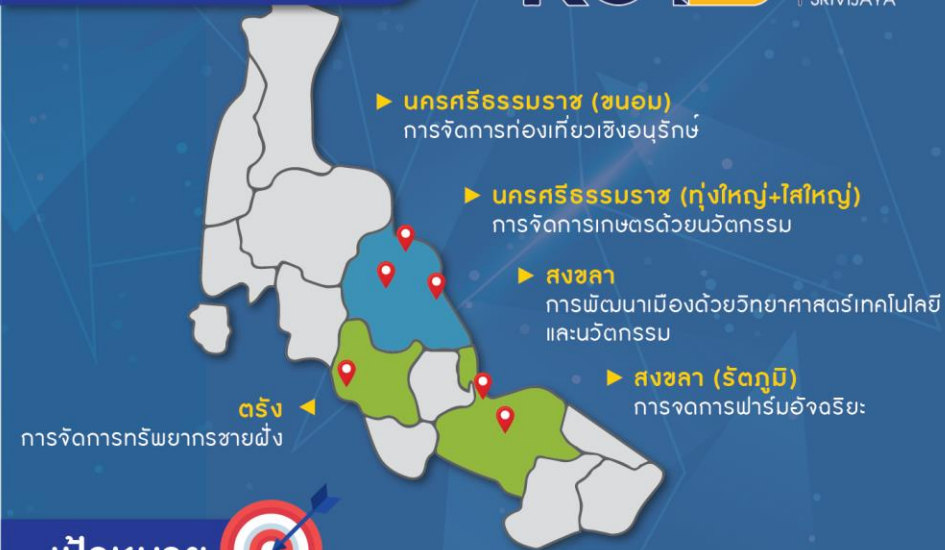 SRIVIJAYA
▶ นครศรีธรรมราช (ขนอม)
การจัดการท่องเที่ยวเชิงอนุรักษ์
▶ นครศรีธรรมราช (ทุ่งใหญ่+ไสใหญ่)
การจัดการเกษตรด้วยนวัตกรรม
▶ สงขลา
การพัฒนาเมืองด้วยวิทยาศาสตร์เทคโนโลยี
และนวัตกรรม
▶ สงขลา (รัตภูมิ)
การจดการฟาร์มอัจฉริยะ
ตรัง ◀
การจัดการทรัพยากรชายฝั่ง